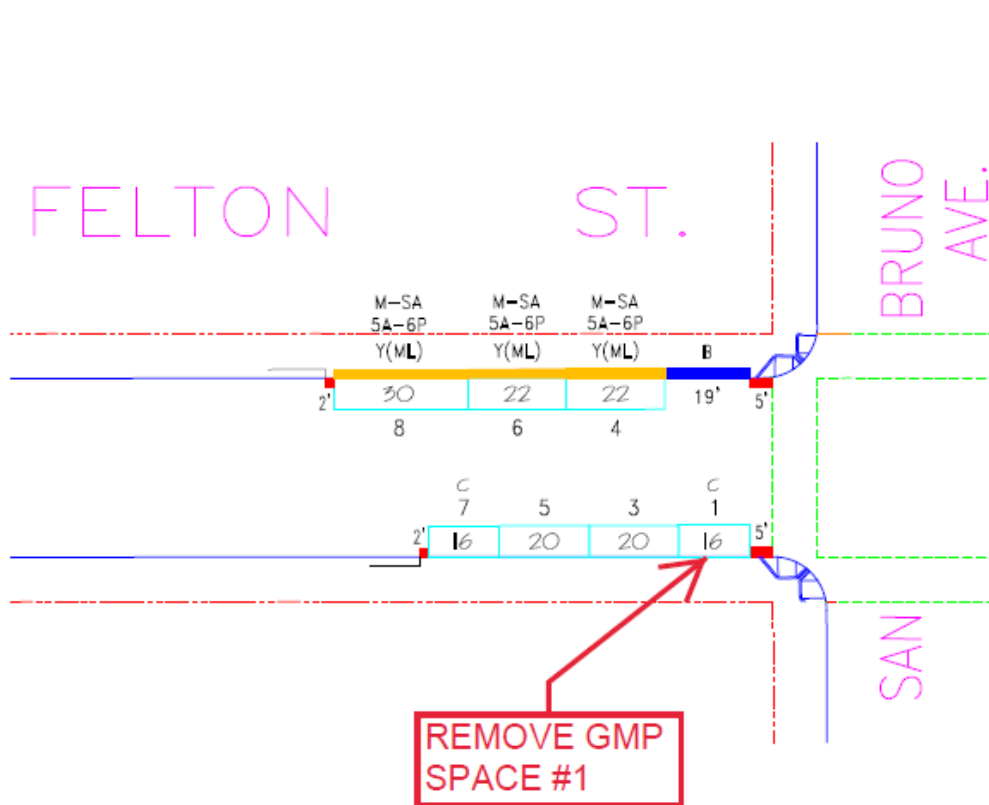 FELTON ST.
BRUNO
AVE.
M-SA M-SA M-SA
5A-6P 5A-6P 5A-6P
Y(ML) Y(ML) Y(ML) B
2' 30 22 22 19' 5'
8 6 4
C C
7 5 3 1
2' 16 20 20 16 5'
SAN
REMOVE GMP
SPACE #1